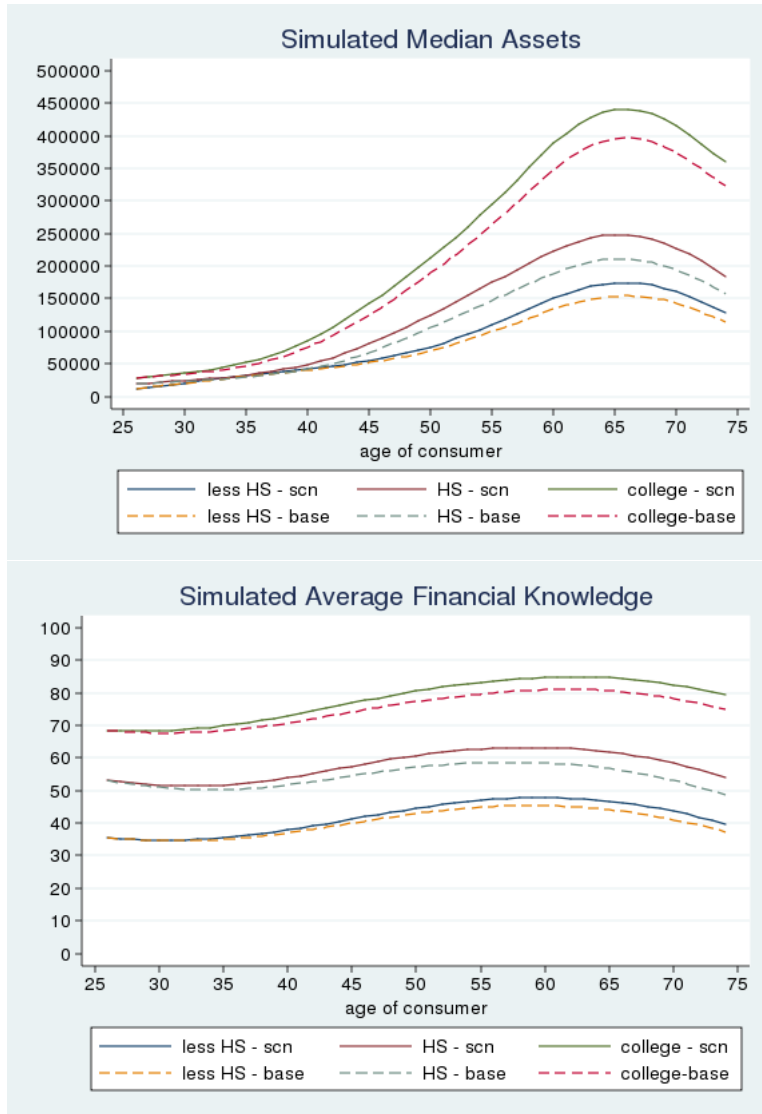 Simulated Median Assets
500000
450000
400000
350000
300000
250000
200000
150000
100000
50000
0
25 30 35 40 45 50 55 60 65 70 75
age of consumer
less HS - scn HS - scn college - scn
less HS - base HS - base college-base
Simulated Average Financial Knowledge
100
90
80
70
60
50
40
30
20
10
0
25 30 35 40 45 50 55 60 65 70 75
age of consumer
less HS - scn HS - scn college - scn
less HS - base HS - base college-base